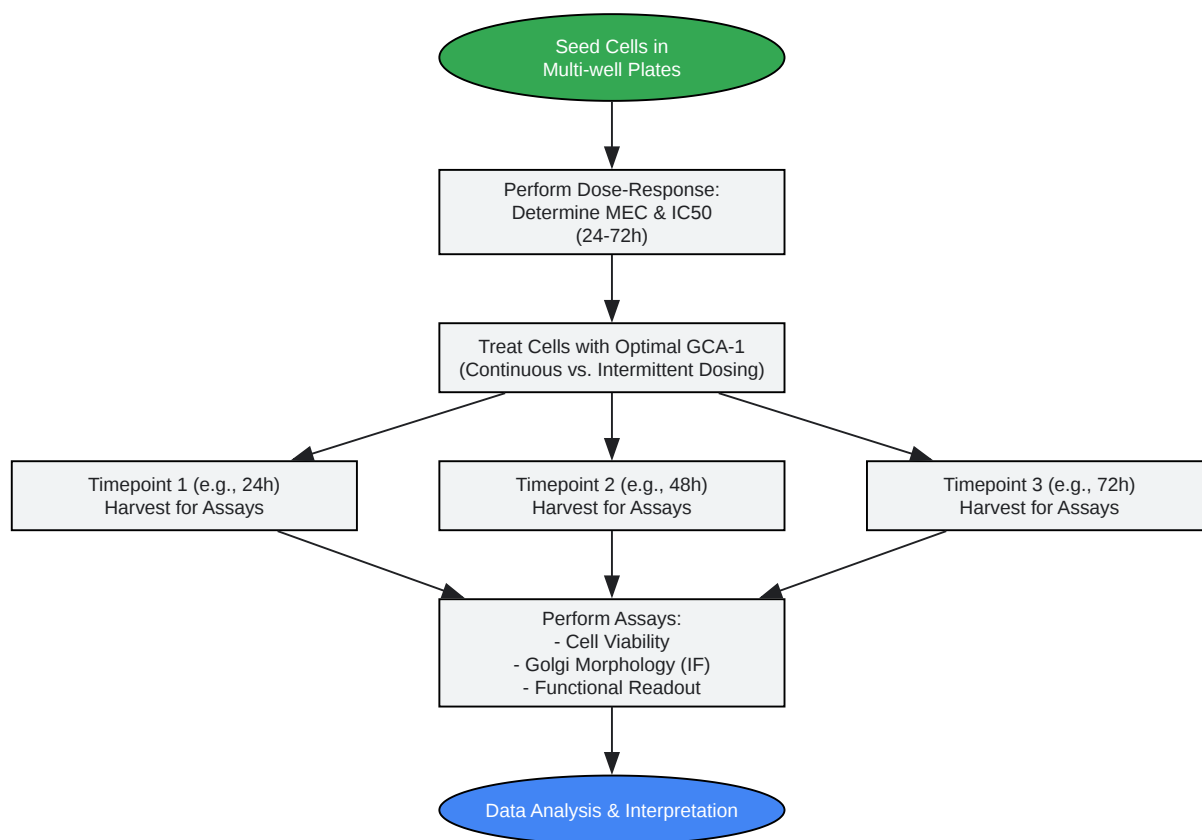 Seed Cells in
Multi-well Plates
Perform Dose-Response:
Determine MEC & IC50
(24-72h)
Treat Cells with Optimal GCA-1
(Continuous vs. Intermittent Dosing)
Timepoint 1 (e.g., 24h)
Harvest for Assays
Timepoint 2 (e.g., 48h)
Harvest for Assays
Timepoint 3 (e.g., 72h)
Harvest for Assays
Perform Assays:
- Cell Viability
- Golgi Morphology (IF)
- Functional Readout
Data Analysis & Interpretation